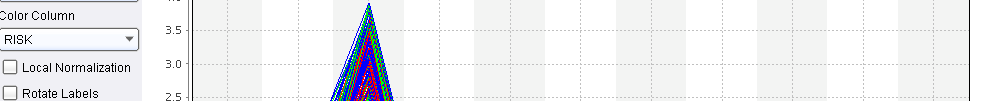 Color Column
RISK
Local Normalization
Rotate Labels
3.5
3.0
2.5